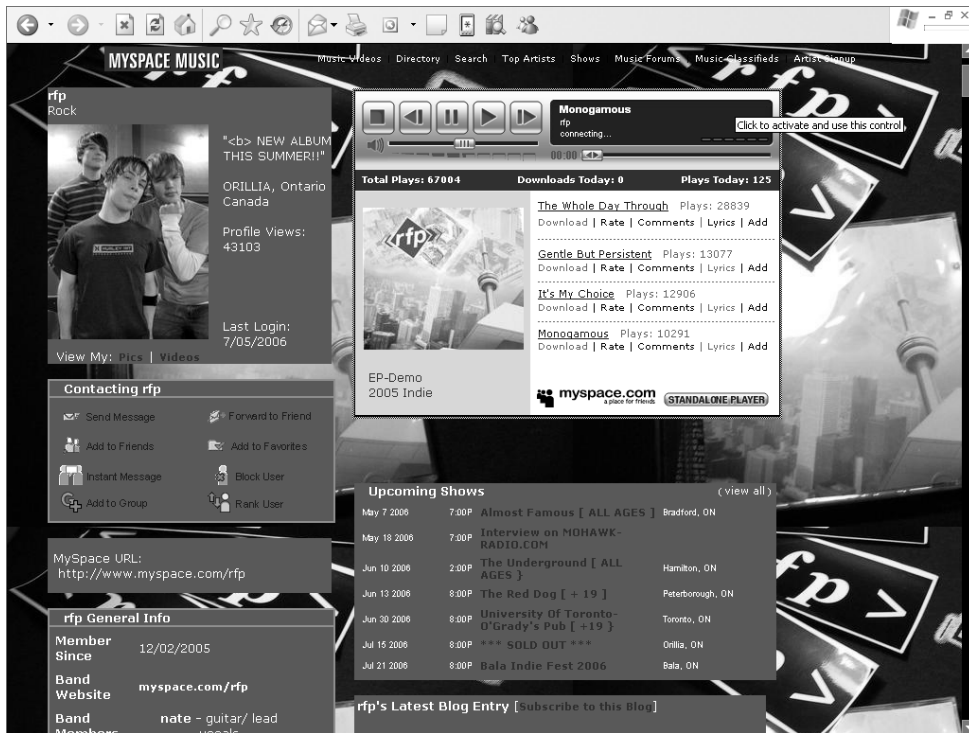 MYSPACE MUSIC
Music Videos | Directory | Search | Top Artists | Shows | Music Forums | Music Classifieds | Artist Signup
rfp
Rock
"<b> NEW ALBUM
THIS SUMMER!!"
ORILLIA, Ontario
Canada
Profile Views:
43103
Last Login:
7/05/2006
View My: Pics | Videos
Monogamous
rfp
connecting...
Click to activate and use this control
00:00
Total Plays: 67004 Downloads Today: 0 Plays Today: 125
rfp
The Whole Day Through Plays: 28839
Download | Rate | Comments | Lyrics | Add
Gentle But Persistent Plays: 13077
Download | Rate | Comments | Lyrics | Add
It's My Choice Plays: 12906
Download | Rate | Comments | Lyrics | Add
Monogamous Plays: 10291
Download | Rate | Comments | Lyrics | Add
EP-Demo
2005 Indie
myspace.com
a place for friends
STANDALONE PLAYER
Contacting rfp
Send Message Forward to Friend
Add to Friends Add to Favorites
Instant Message Block User
Add to Group Rank User
MySpace URL:
http://www.myspace.com/rfp
rfp General Info
Member
Since
12/02/2005
Band
Website
myspace.com/rfp
Band
Members
nate - guitar/ lead
vocals
Upcoming Shows ( view all )
May 7 2006 7:00P Almost Famous [ ALL AGES ] Bradford, ON
May 18 2006 7:00P Interview on MOHAWK-
RADIO.COM
Jun 10 2006 2:00P The Underground [ ALL
AGES } Hamilton, ON
Jun 13 2006 8:00P The Red Dog [ + 19 ] Peterborough, ON
Jun 30 2006 8:00P University Of Toronto-
O'Grady's Pub [ +19 } Toronto, ON
Jul 15 2006 8:00P *** SOLD OUT *** Orillia, ON
Jul 21 2006 8:00P Bala Indie Fest 2006 Bala, ON
rfp's Latest Blog Entry [Subscribe to this Blog]